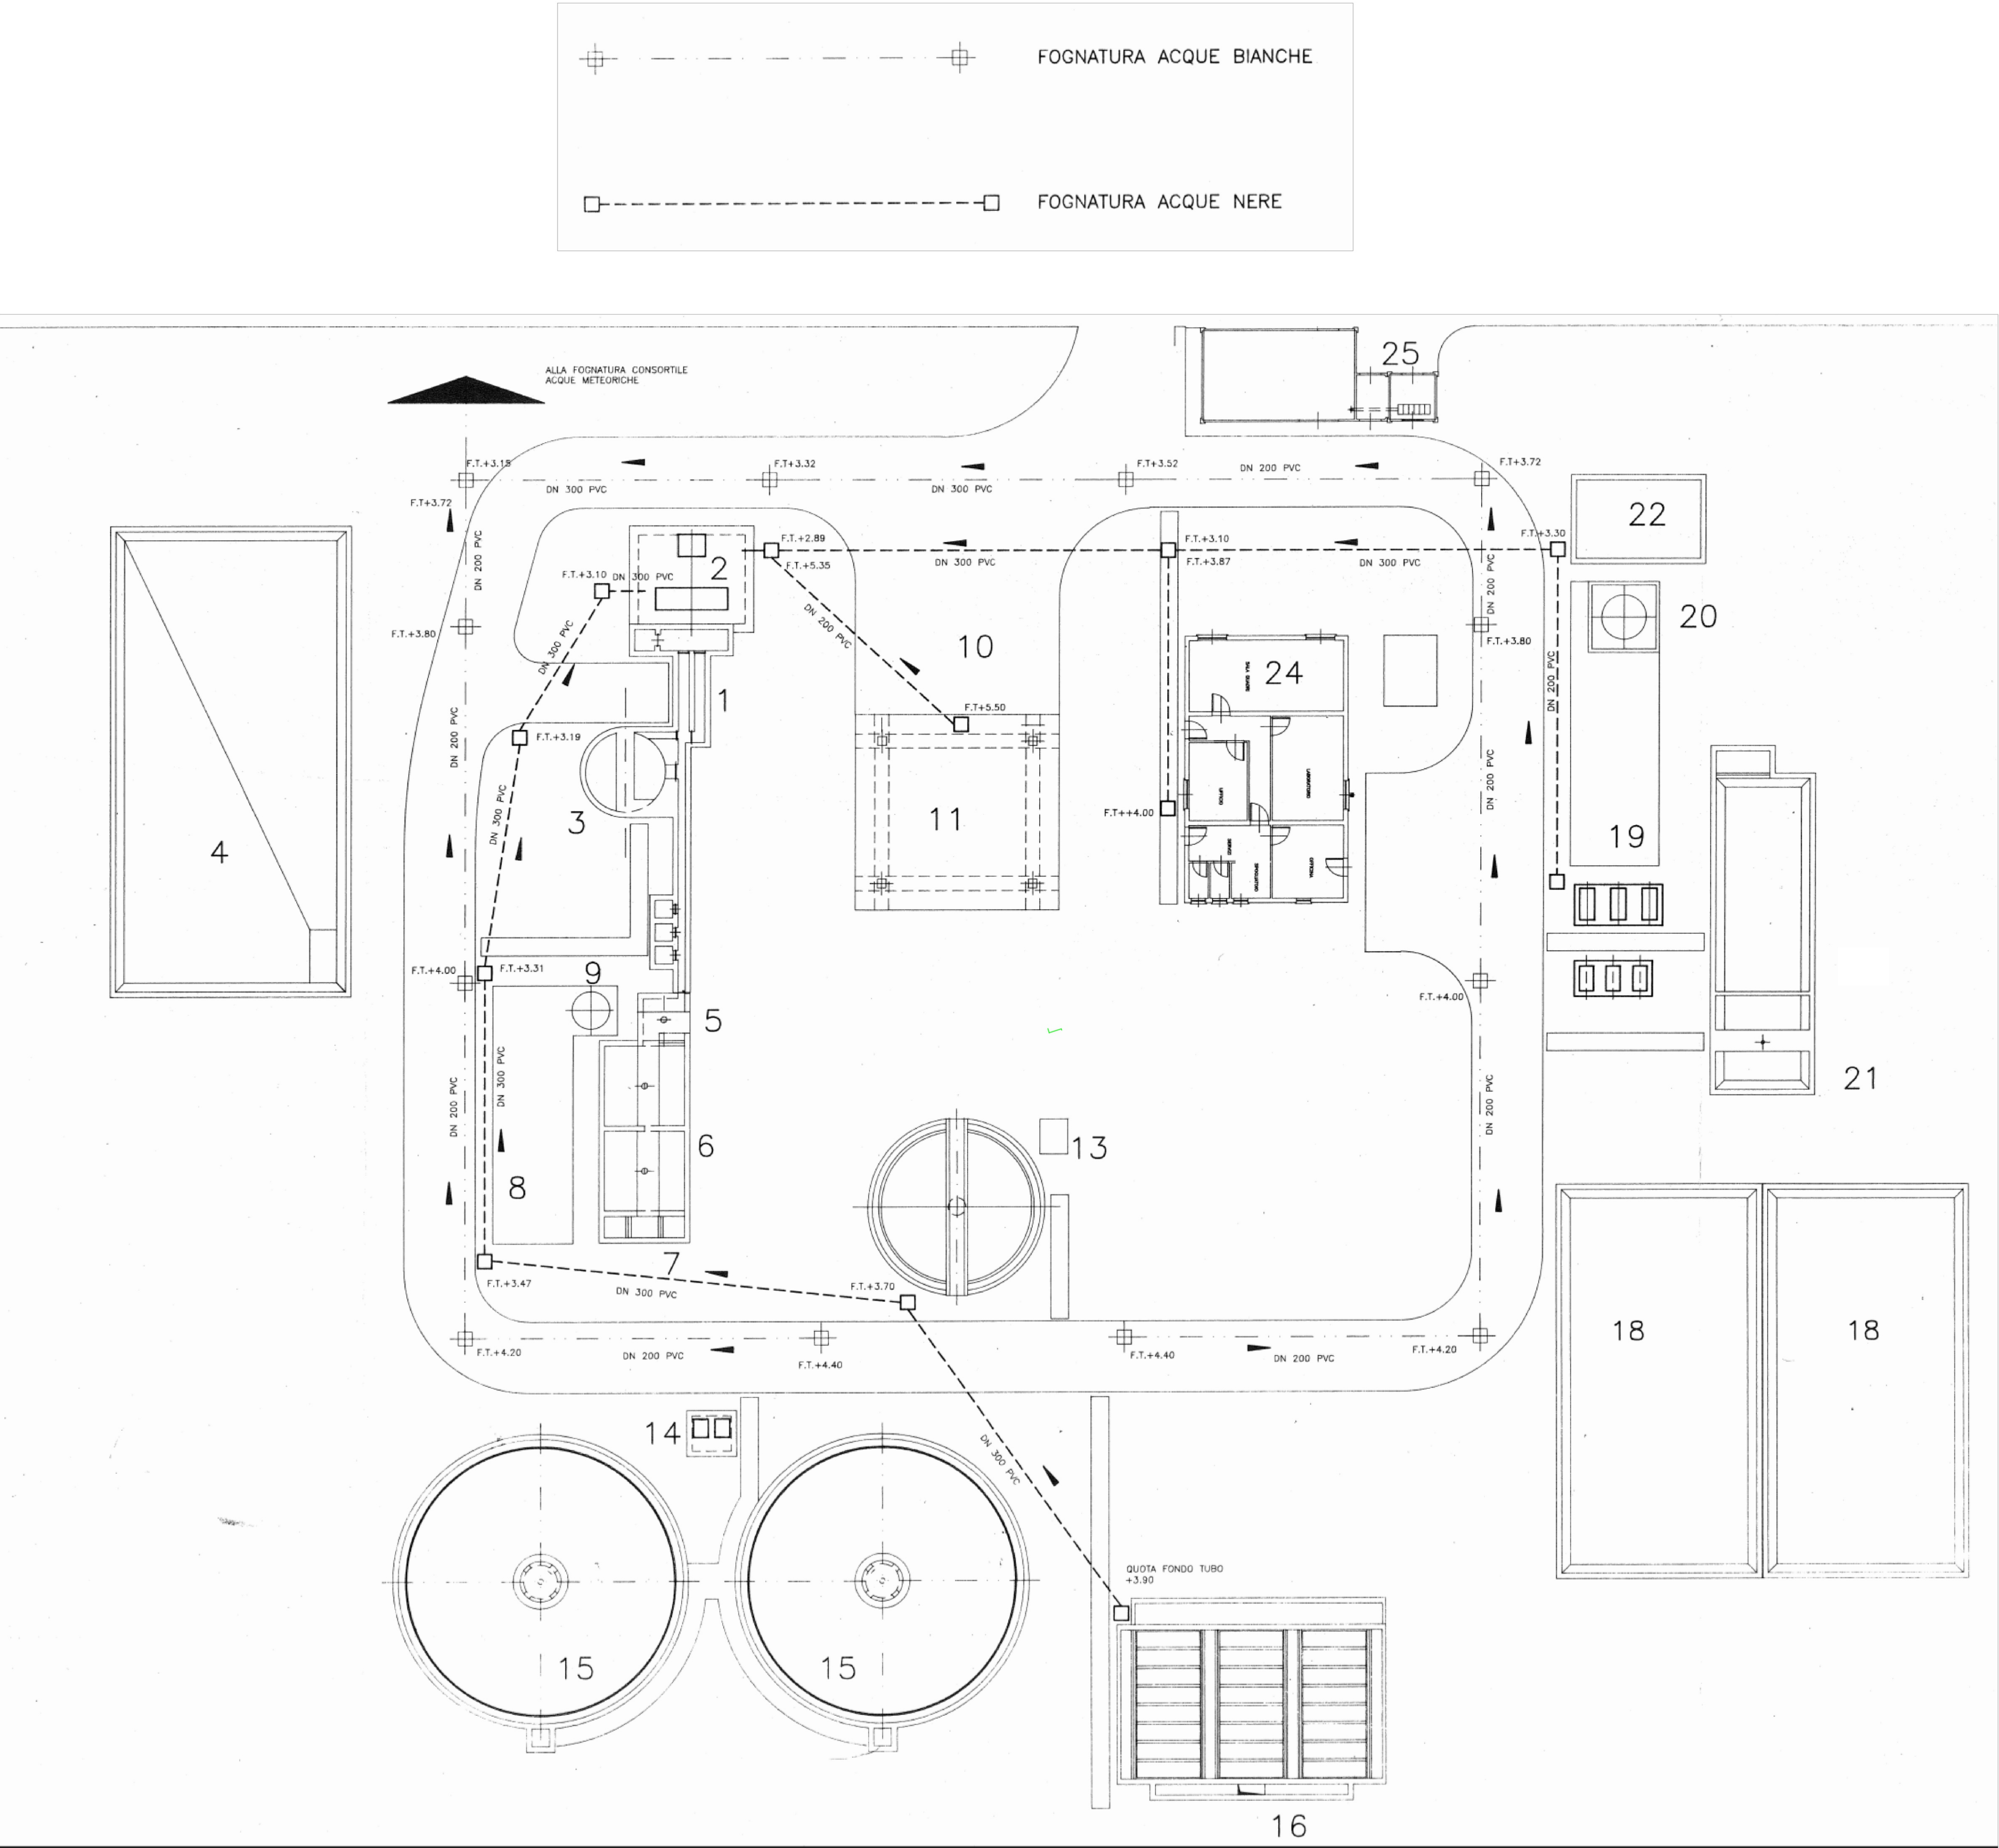 FOGNATURA ACQUE BIANCHE
FOGNATURA ACQUE NERE
ALLA FOGNATURA CONSORTILE
ACQUE METEORICHE
25
F.T.+3.15
F.T+3.32
F.T+3.52
DN 200 PVC
F.T+3.72
DN 300 PVC
DN 300 PVC
F.T+3.72
22
F.T.+2.89
F.T.+3.10
F.T+3.30
DN 200 PVC
2
F.T.+5.35
DN 300 PVC
F.T.+3.87
DN 300 PVC
F.T.+3.10
DN 300 PVC
DN 200 PVC
20
F.T.+3.80
DN 200 PVC
F.T.+3.80
DN 300 PVC
10
24
SALA QUADRI
DN 200 PVC
1
F.T+5.50
DN 200 PVC
F.T.+3.19
DN 300 PVC
3
11
F.T++4.00
UFFICIO
LABORATORIO
DN 200 PVC
19
4
SPOGLIATOIO
OFFICINA
F.T.+4.00
F.T.+3.31
9
F.T.+4.00
5
DN 300 PVC
DN 200 PVC
DN 200 PVC
21
6
13
8
7
F.T.+3.47
DN 300 PVC
F.T.+3.70
18
18
F.T.+4.20
DN 200 PVC
F.T.+4.40
F.T.+4.40
DN 200 PVC
F.T.+4.20
14
DN 300 PVC
QUOTA FONDO TUBO
+3.90
15
15
16